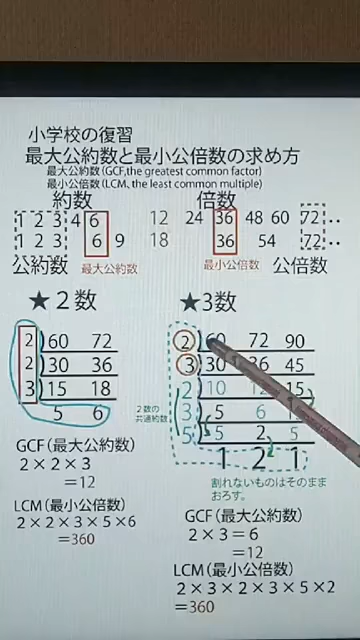 小学校の復習
最大公約数と最小公倍数の求め方
最大公約数(GCF,the greatest common factor)
最小公倍数(LCM, the least common multiple)
約数 倍数
1 2 3 4 6 12 24 36 48 60 72 ‥
1 2 3 6 9 18 36 54 72 ‥
公約数 最大公約数 最小公倍数 公倍数
★2数
2 ) 60 72
2 ) 30 36
3 ) 15 18
5 6
GCF(最大公約数)
2×2×3
=12
LCM(最小公倍数)
2×2×3×5×6
=360
★3数
2 ) 60 72 90
3 ) 30 36 45
2 10 15
3 5 6
5 5 2 5
1 2 1
2数の
共通約数
割れないものはそのまま
おろす。
GCF(最大公約数)
2×3=6
=12
LCM(最小公倍数)
2×3×2×3×5×2
=360